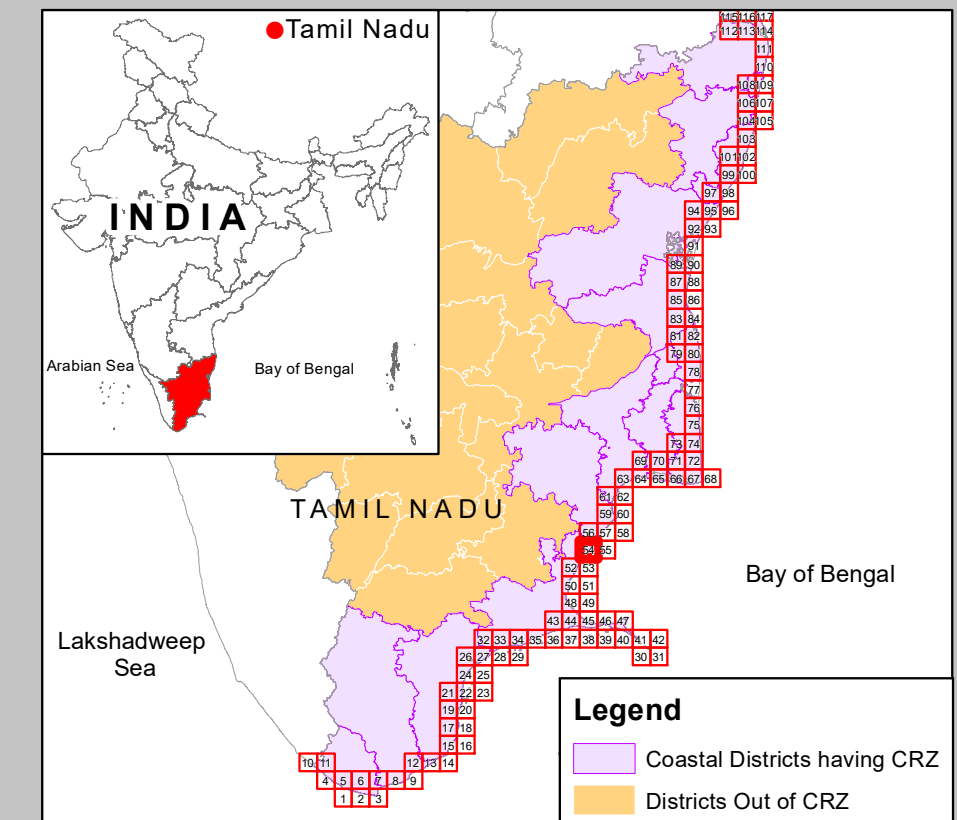 Tamil Nadu
INDIA
Arabian Sea
Bay of Bengal
115 116 117
112 113 114
111
110
108 109
106 107
104 105
103
101 102
99 100
97 98
94 95 96
92 93
91
89 90
87 88
85 86
83 84
81 82
79 80
78
77
76
75
73 74
69 70 71 72
63 64 65 66 67 68
61 62
TAMIL NADU
59 60
56 57 58
54 55
52 53
Bay of Bengal
50 51
48 49
43 44 45 46 47
Lakshadweep
Sea
32 33 34 35 36 37 38 39 40 41 42
26 27 28 29 30 31
24 25
21 22 23
19 20
17 18
15 16
10 11 12 13 14
4 5 6 7 8 9
1 2 3
Legend
Coastal Districts having CRZ
Districts Out of CRZ